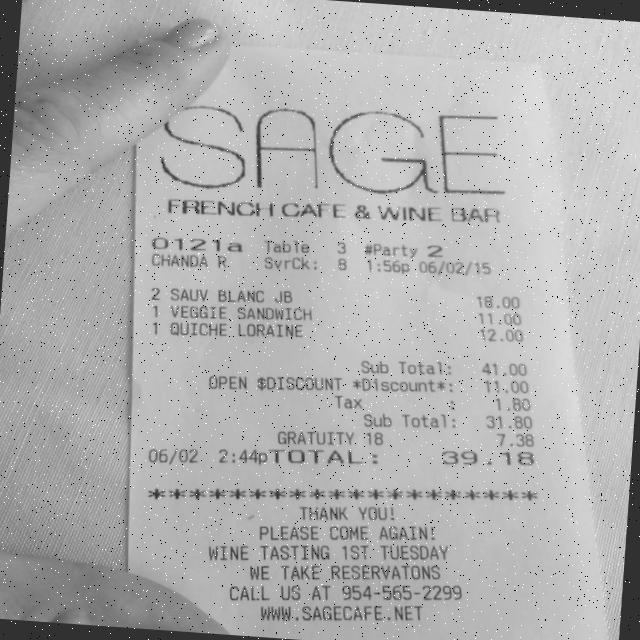 SAGE
FRENCH CAFE & WINE BAR
0121a Table 3 #Party 2
CHANDA R SvrCk: 8 1:56p 06/02/15
2 SAUV BLANC JB 18.00
1 VEGGIE SANDWICH 11.00
1 QUICHE LORAINE 12.00
Sub Total: 41.00
OPEN $DISCOUNT *Discount*: 11.00
Tax : 1.80
Sub Total: 31.80
GRATUITY 18 7.38
06/02 2:44pTOTAL: 39.18
********************
THANK YOU!
PLEASE COME AGAIN!
WINE TASTING 1ST TUESDAY
WE TAKE RESERVATONS
CALL US AT 954-565-2299
WWW.SAGECAFE.NET